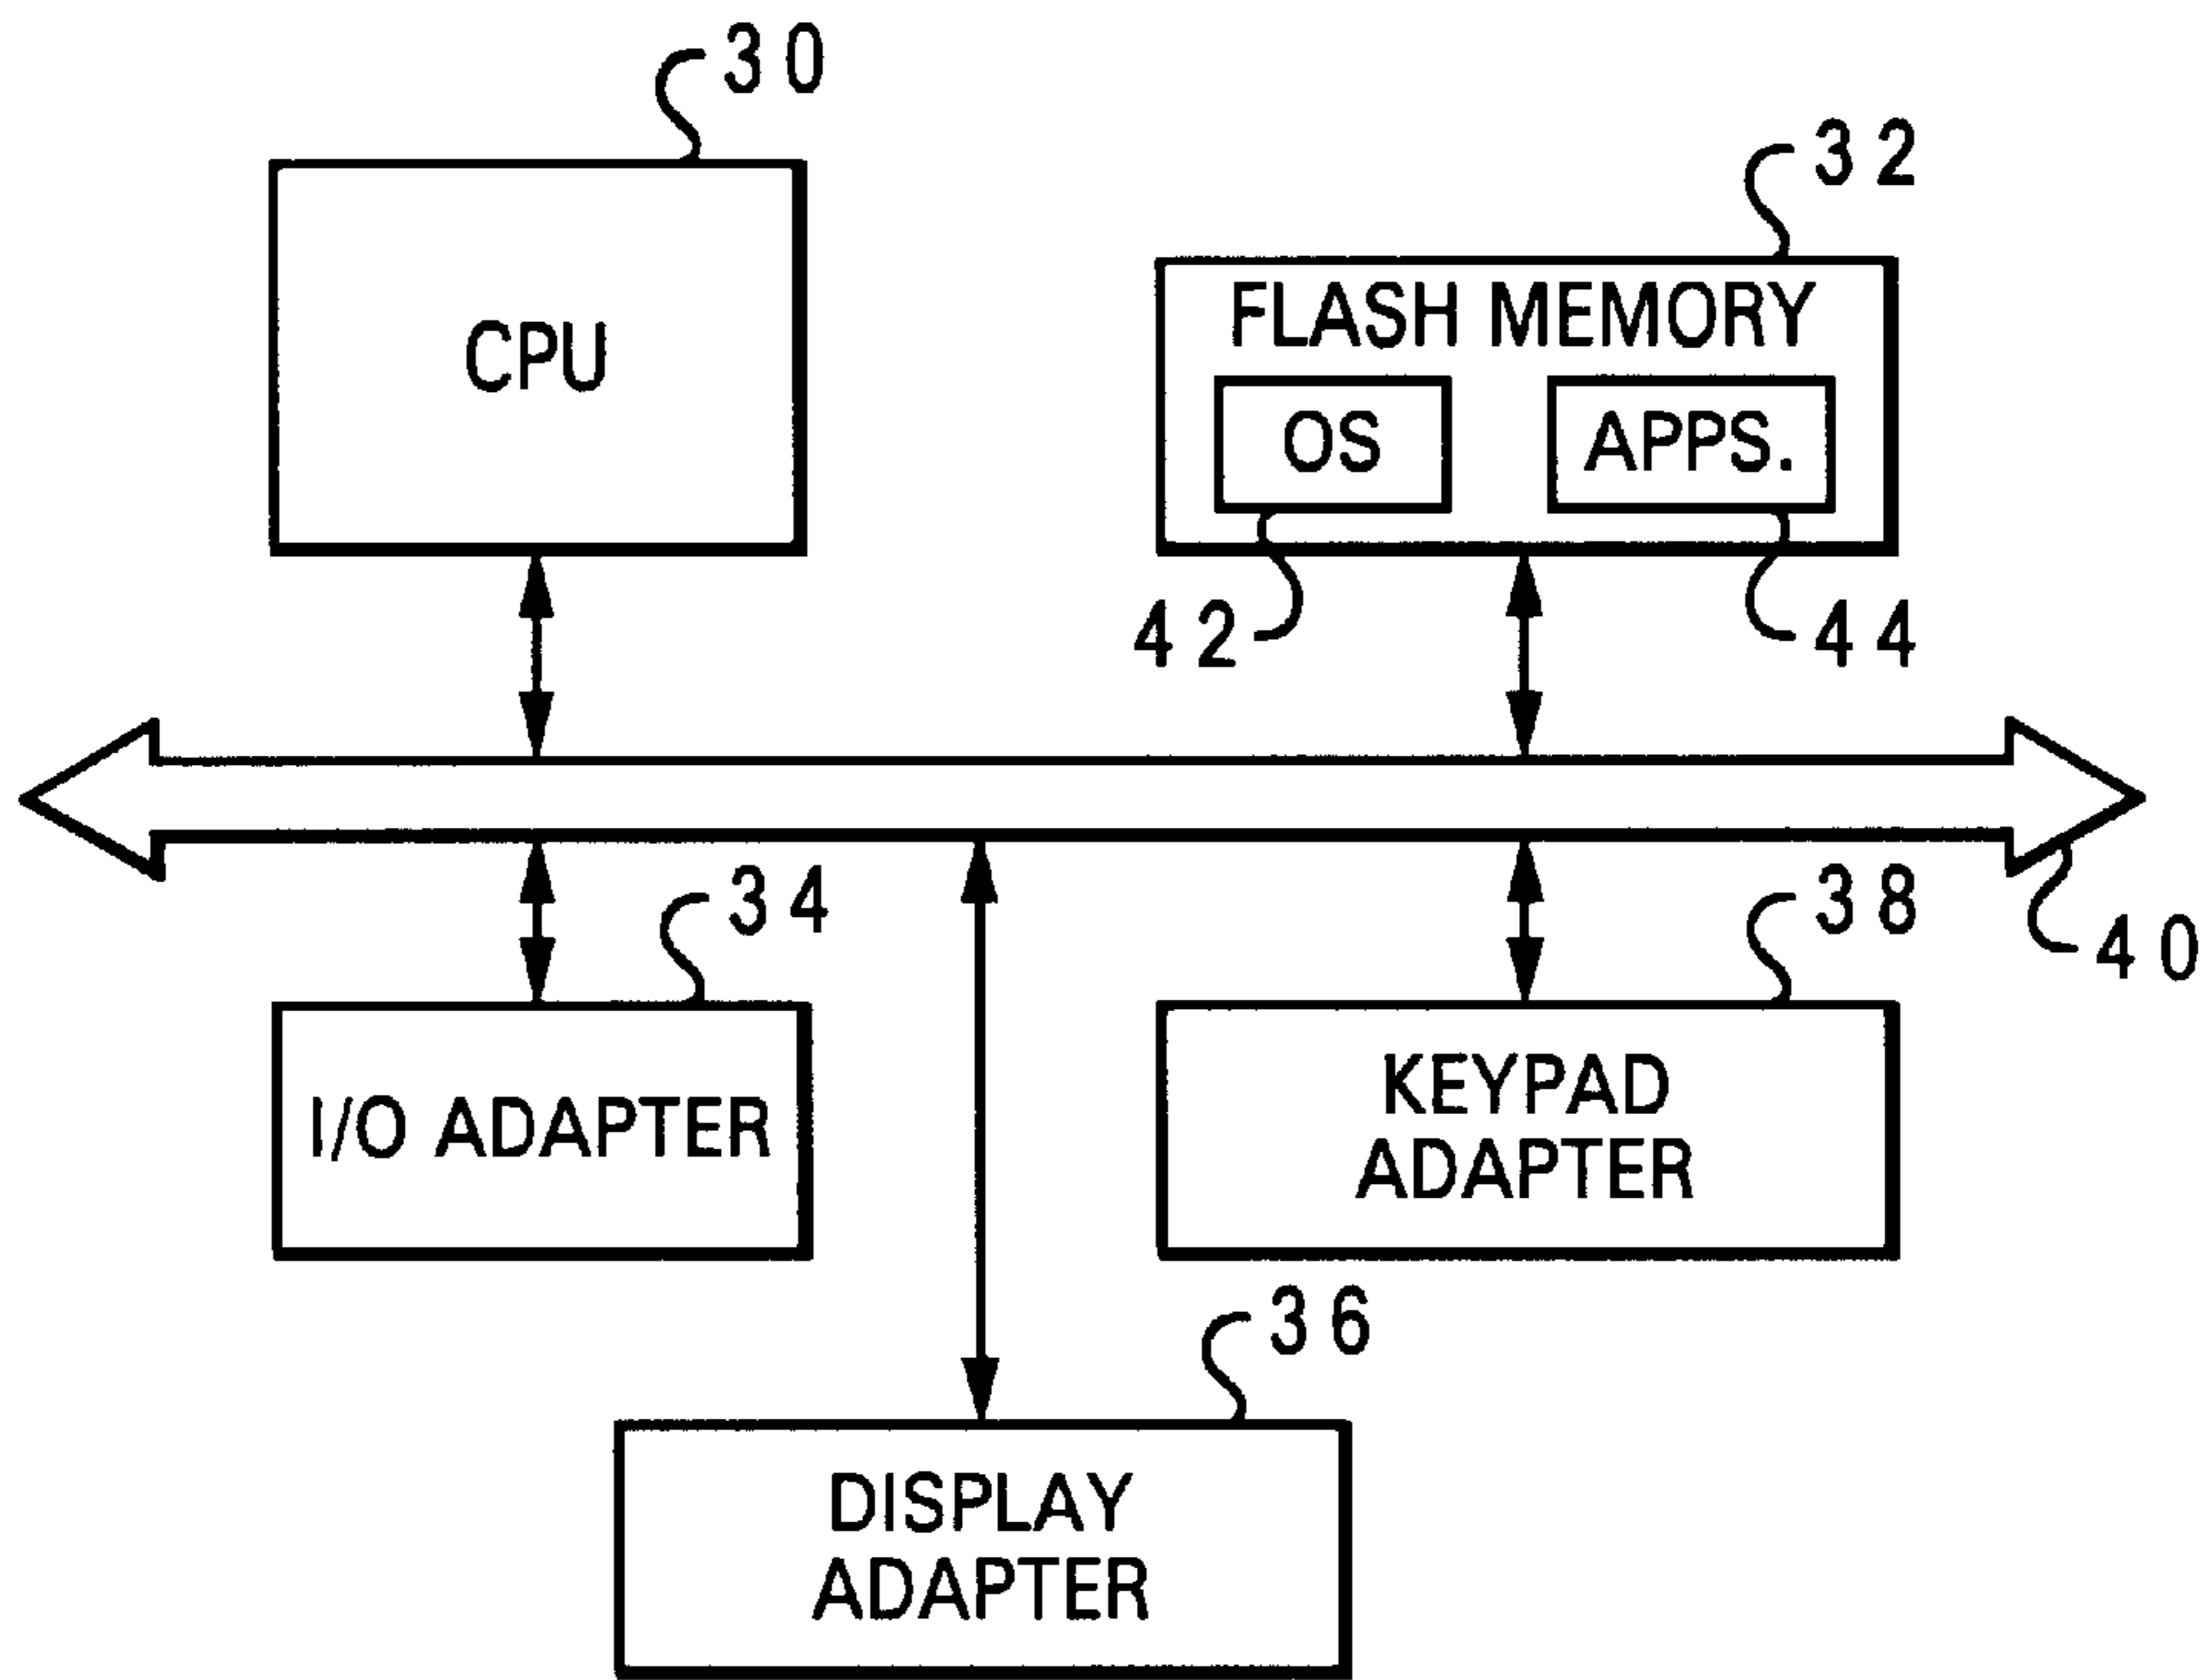 30
32
CPU
FLASH MEMORY
OS
APPS.
42
44
34
38
40
I/O ADAPTER
KEYPAD
ADAPTER
36
DISPLAY
ADAPTER